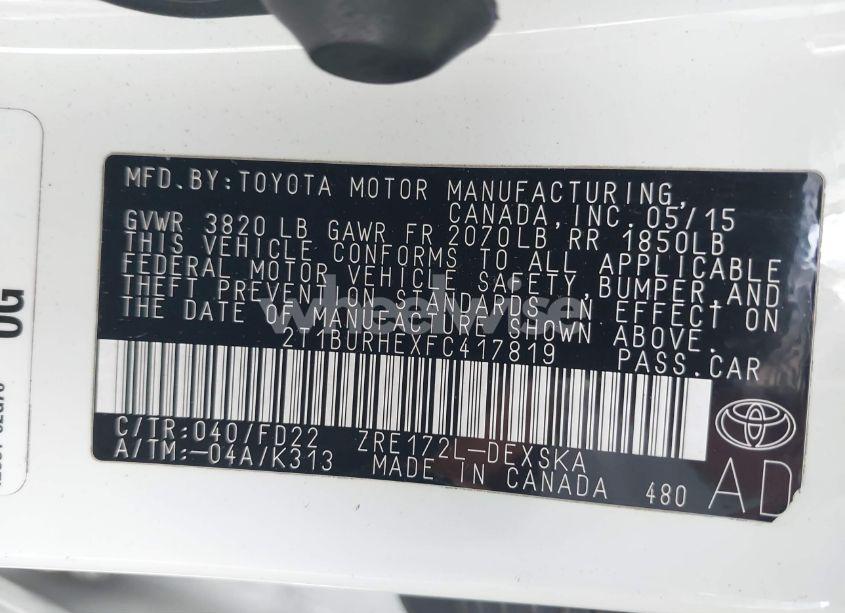 MFD.BY:TOYOTA MOTOR MANUFACTURING,
CANADA,INC. 05/15
GVWR 3820 LB GAWR FR 2070LB RR 1850LB
THIS VEHICLE CONFORMS TO ALL APPLICABLE
FEDERAL MOTOR VEHICLE SAFETY,BUMPER,AND
THEFT PREVENTION STANDARDS IN EFFECT ON
THE DATE OF MANUFACTURE SHOWN ABOVE.
2T1BURHEXFC417819 PASS.CAR
C/TR:040/FD22 ZRE172L-DEXSKA
A/TM:-04A/K313 MADE IN CANADA 480
AD
wheelwise
OG